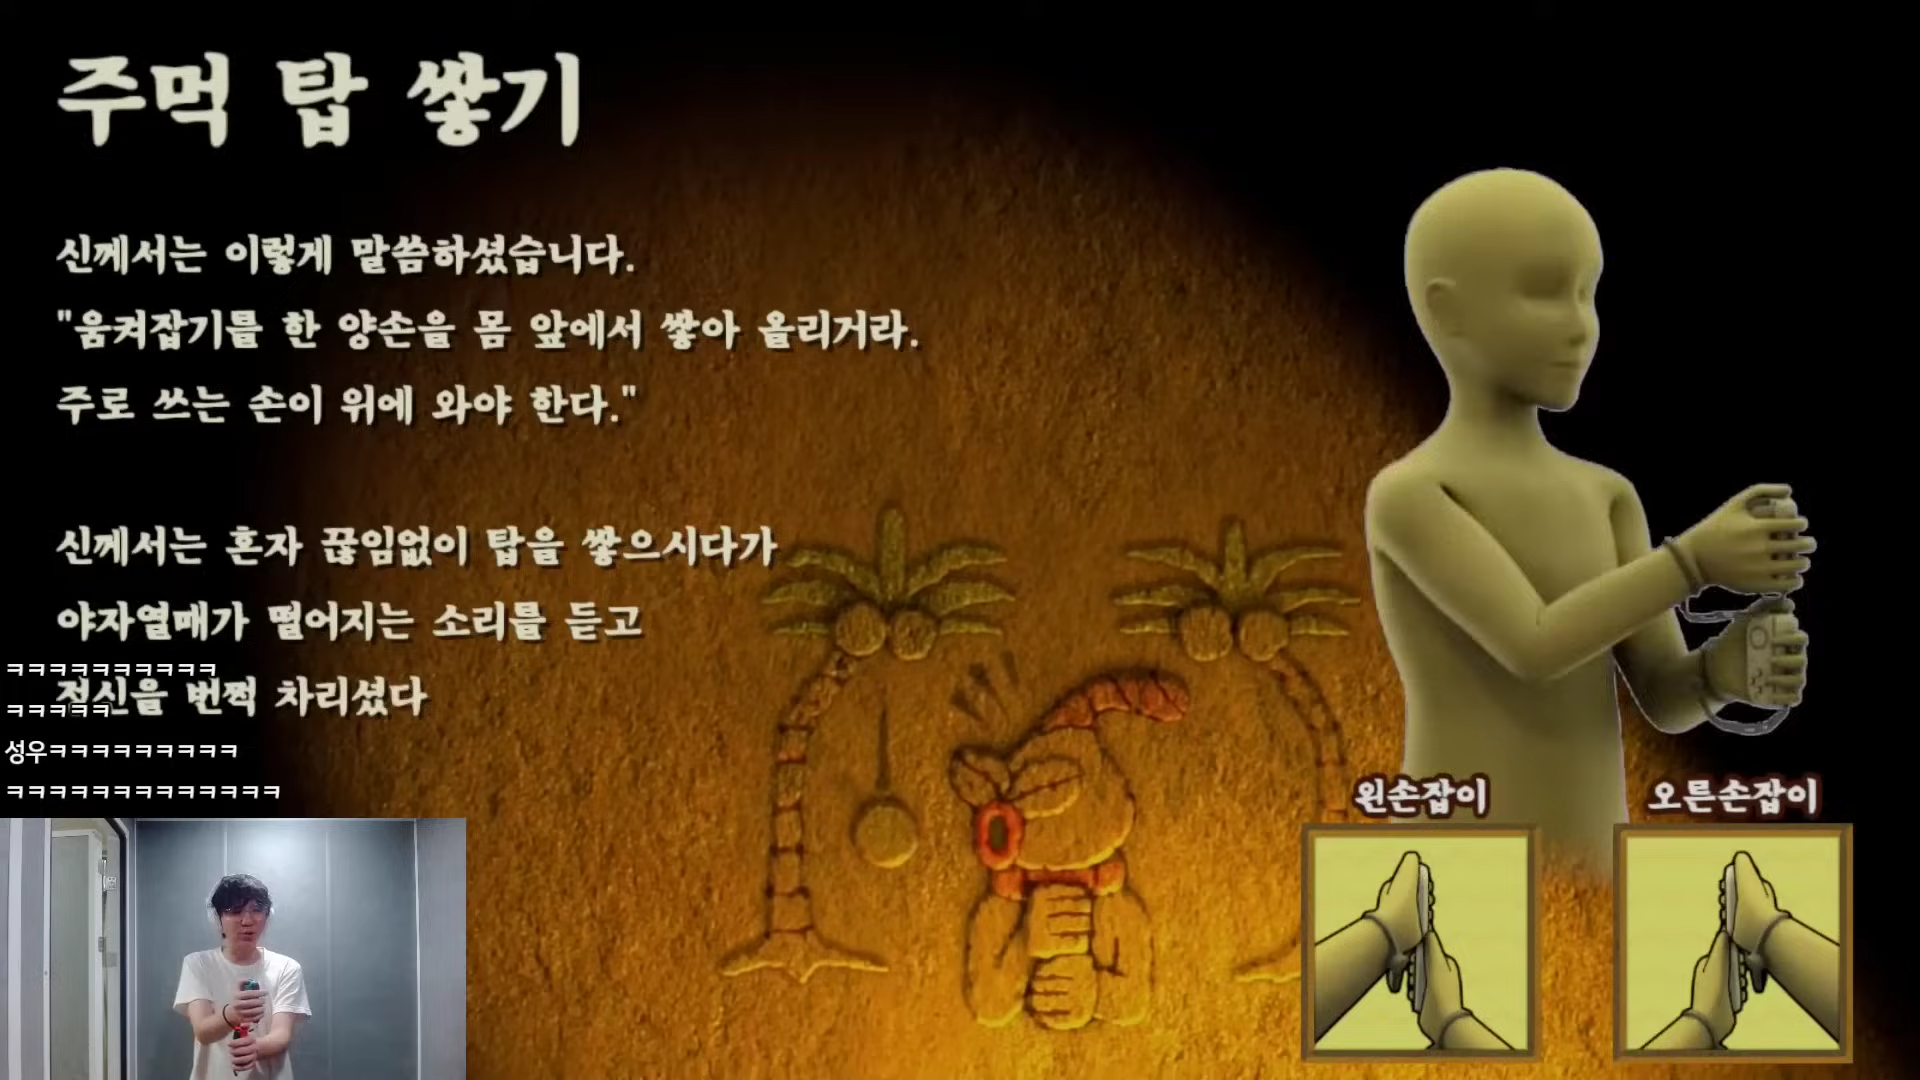 주먹 탑 쌓기
신께서는 이렇게 말씀하셨습니다.
"움켜잡기를 한 양손을 몸 앞에서 쌓아 올리거라.
주로 쓰는 손이 위에 와야 한다."
신께서는 혼자 끊임없이 탑을 쌓으시다가
야자열매가 떨어지는 소리를 듣고
정신을 번쩍 차리셨다
ㅋㅋㅋㅋㅋㅋㅋㅋㅋㅋ
ㅋㅋㅋㅋㅋ
성우ㅋㅋㅋㅋㅋㅋㅋㅋㅋ
ㅋㅋㅋㅋㅋㅋㅋㅋㅋㅋㅋㅋㅋ
왼손잡이
오른손잡이